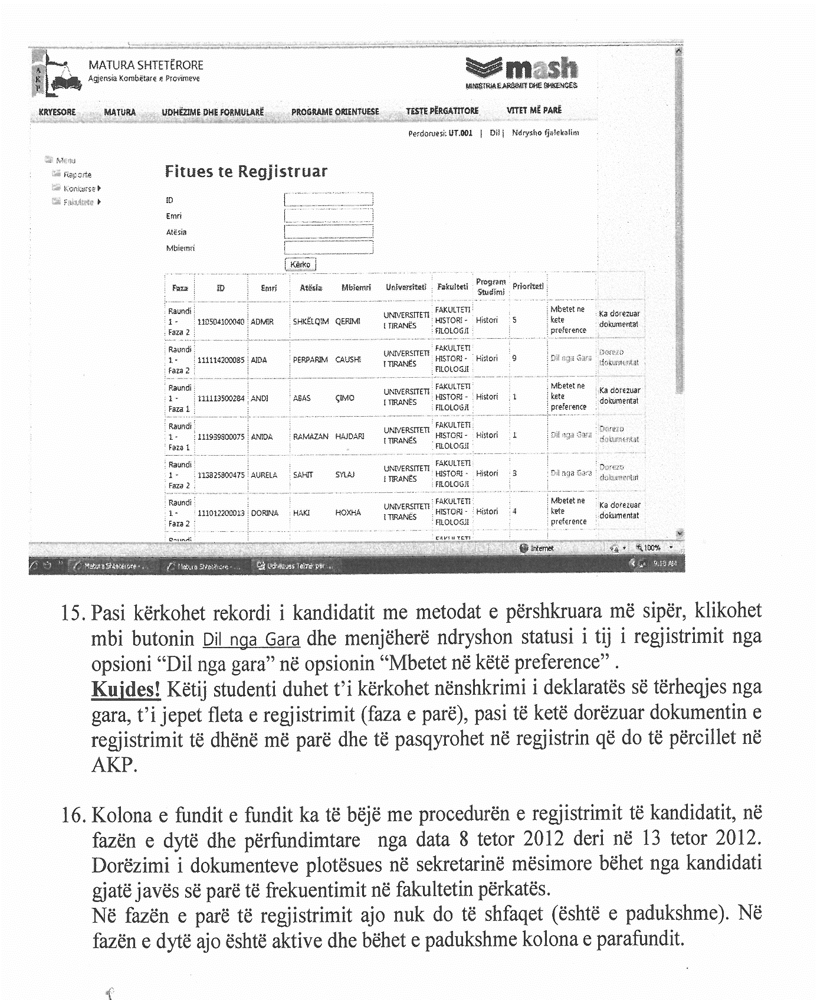 MATURA SHTETËRORE
Agjensia Kombëtare e Provimeve
AKP
mash
MINISTRIA E ARSIMIT DHE SHKENCES
KRYESORE MATURA UDHËZIME DHE FORMULARË PROGRAME ORIENTUESE TESTE PËRGATITORE VITET MË PARË
Perdoruesi: UT.001 | Dil | Ndrysho fjalekalim
Menu
Raporte
Konkurse
Fakultete
Fitues te Regjistruar
ID
Emri
Atësia
Mbiemri
Kërko
Faza ID Emri Atësia Mbiemri Universiteti Fakulteti Program Studimi Prioriteti
Raundi 1 - Faza 2 110504100040 ADMIR SHKËLQIM QERIMI UNIVERSITETI I TIRANËS FAKULTETI HISTORI - FILOLOGJI Histori 5 Mbetet ne kete preference Ka dorezuar dokumentat
Raundi 1 - Faza 2 111114200085 AIDA PERPARIM CAUSHI UNIVERSITETI I TIRANËS FAKULTETI HISTORI - FILOLOGJI Histori 9 Dil nga Gara Dorezo dokumentat
Raundi 1 - Faza 1 111113500284 ANDI ABAS ÇIMO UNIVERSITETI I TIRANËS FAKULTETI HISTORI - FILOLOGJI Histori 1 Mbetet ne kete preference Ka dorezuar dokumentat
Raundi 1 - Faza 1 111939800075 ANIDA RAMAZAN HAJDARI UNIVERSITETI I TIRANËS FAKULTETI HISTORI - FILOLOGJI Histori 1 Dil nga Gara Dorezo dokumentat
Raundi 1 - Faza 2 113825800475 AURELA SAHIT SYLAJ UNIVERSITETI I TIRANËS FAKULTETI HISTORI - FILOLOGJI Histori 3 Dil nga Gara Dorezo dokumentat
Raundi 1 - Faza 2 111012200013 DORINA HAKI HOXHA UNIVERSITETI I TIRANËS FAKULTETI HISTORI - FILOLOGJI Histori 4 Mbetet ne kete preference Ka dorezuar dokumentat
Internet 100%
Matura Shtetërore - ... Matura Shtetërore - ... Udhëzues Teknik për ... 9:18 AM
15. Pasi kërkohet rekordi i kandidatit me metodat e përshkruara më sipër, klikohet
mbi butonin Dil nga Gara dhe menjëherë ndryshon statusi i tij i regjistrimit nga
opsioni “Dil nga gara” në opsionin “Mbetet në këtë preference” .
Kujdes! Këtij studenti duhet t’i kërkohet nënshkrimi i deklaratës së tërheqjes nga
gara, t’i jepet fleta e regjistrimit (faza e parë), pasi të ketë dorëzuar dokumentin e
regjistrimit të dhënë më parë dhe të pasqyrohet në regjistrin që do të përcillet në
AKP.
16. Kolona e fundit e fundit ka të bëjë me procedurën e regjistrimit të kandidatit, në
fazën e dytë dhe përfundimtare nga data 8 tetor 2012 deri në 13 tetor 2012.
Dorëzimi i dokumenteve plotësues në sekretarinë mësimore bëhet nga kandidati
gjatë javës së parë të frekuentimit në fakultetin përkatës.
Në fazën e parë të regjistrimit ajo nuk do të shfaqet (është e padukshme). Në
fazën e dytë ajo është aktive dhe bëhet e padukshme kolona e parafundit.